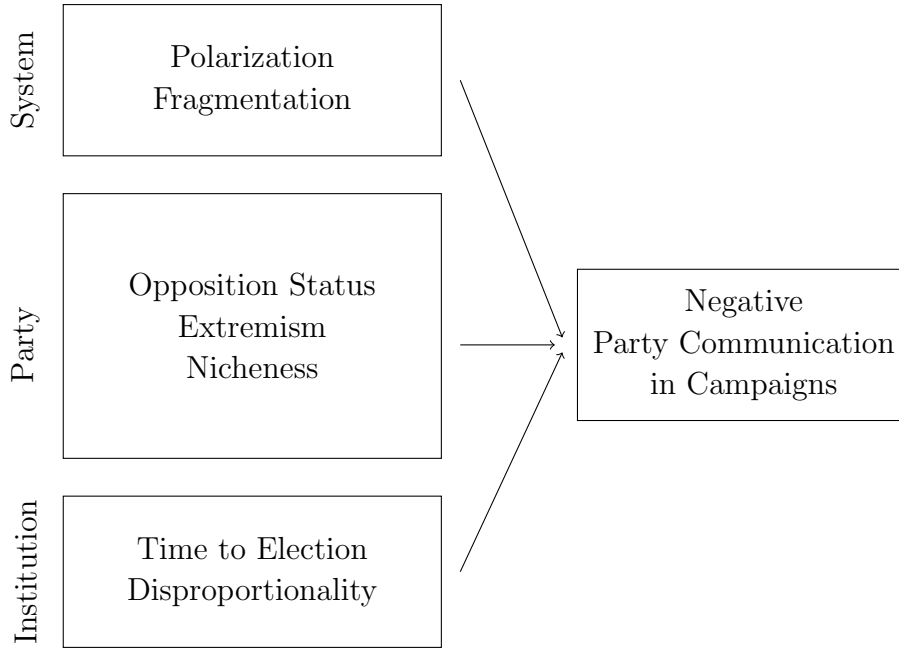 System
Polarization
Fragmentation
Party
Opposition Status
Extremism
Nicheness
Institution
Time to Election
Disproportionality
Negative
Party Communication
in Campaigns